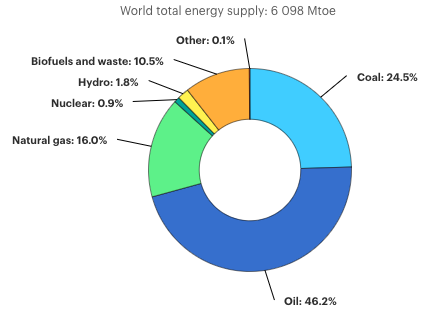 World total energy supply: 6 098 Mtoe
Other: 0.1%
Biofuels and waste: 10.5%
Coal: 24.5%
Hydro: 1.8%
Nuclear: 0.9%
Natural gas: 16.0%
Oil: 46.2%